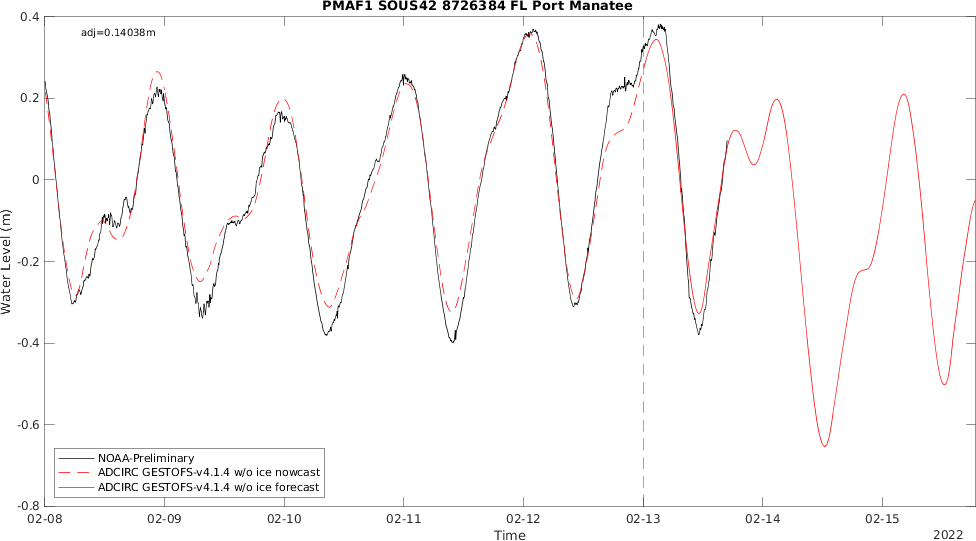 PMAF1 SOUS42 8726384 FL Port Manatee
adj=0.14038m
0.4
0.2
0
-0.2
-0.4
-0.6
-0.8
Water Level (m)
NOAA-Preliminary
ADCIRC GESTOFS-v4.1.4 w/o ice nowcast
ADCIRC GESTOFS-v4.1.4 w/o ice forecast
02-08 02-09 02-10 02-11 02-12 02-13 02-14 02-15
Time
2022